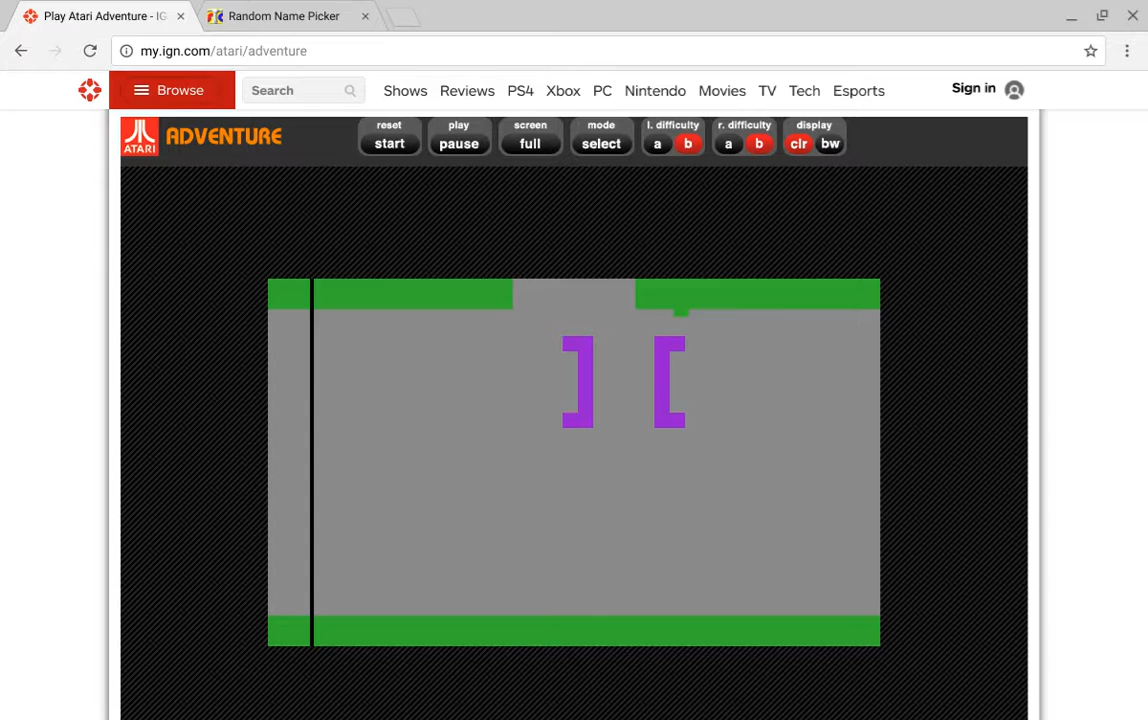 Play Atari Adventure - IG
Random Name Picker
my.ign.com/atari/adventure
Browse
Search
Shows Reviews PS4 Xbox PC Nintendo Movies TV Tech Esports
Sign in
ATARI
ADVENTURE
reset play screen mode l. difficulty r. difficulty display
start pause full select a b a b clr bw